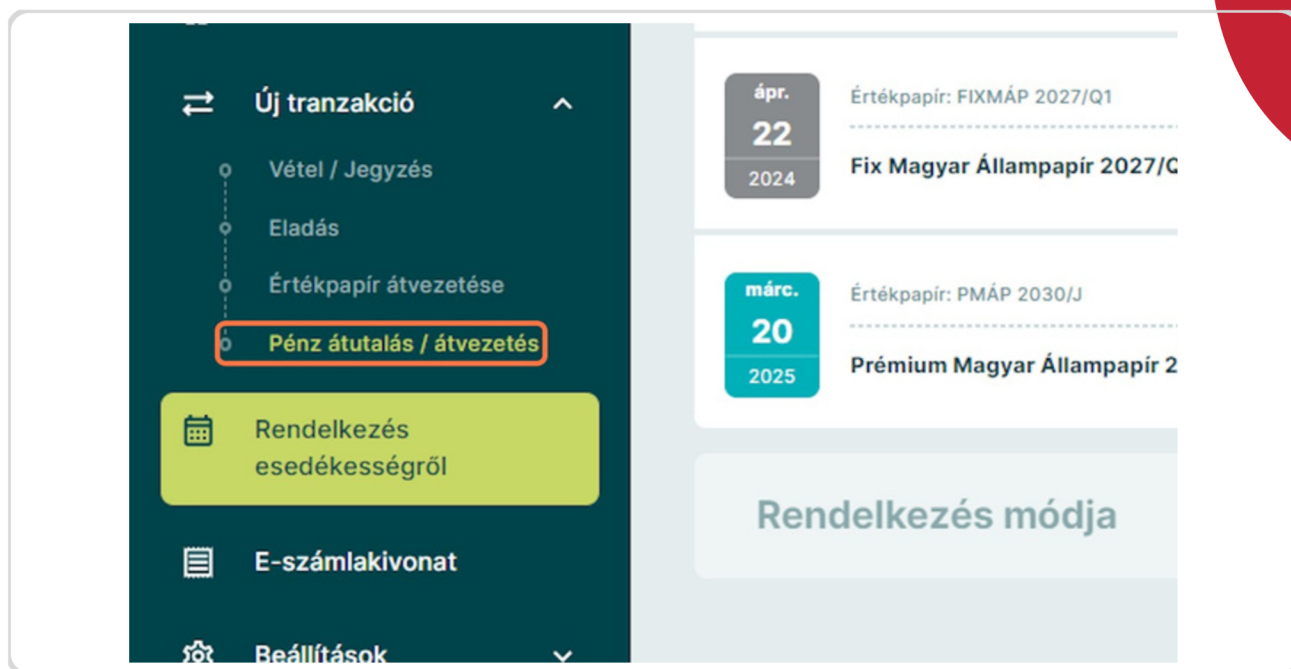 Új tranzakció
Vétel / Jegyzés
Eladás
Értékpapír átvezetése
Pénz átutalás / átvezetés
Rendelkezés
esedékességről
E-számlakivonat
Beállítások
ápr.
22
2024
Értékpapír: FIXMÁP 2027/Q1
Fix Magyar Állampapír 2027/Q
márc.
20
2025
Értékpapír: PMÁP 2030/J
Prémium Magyar Állampapír 2
Rendelkezés módja